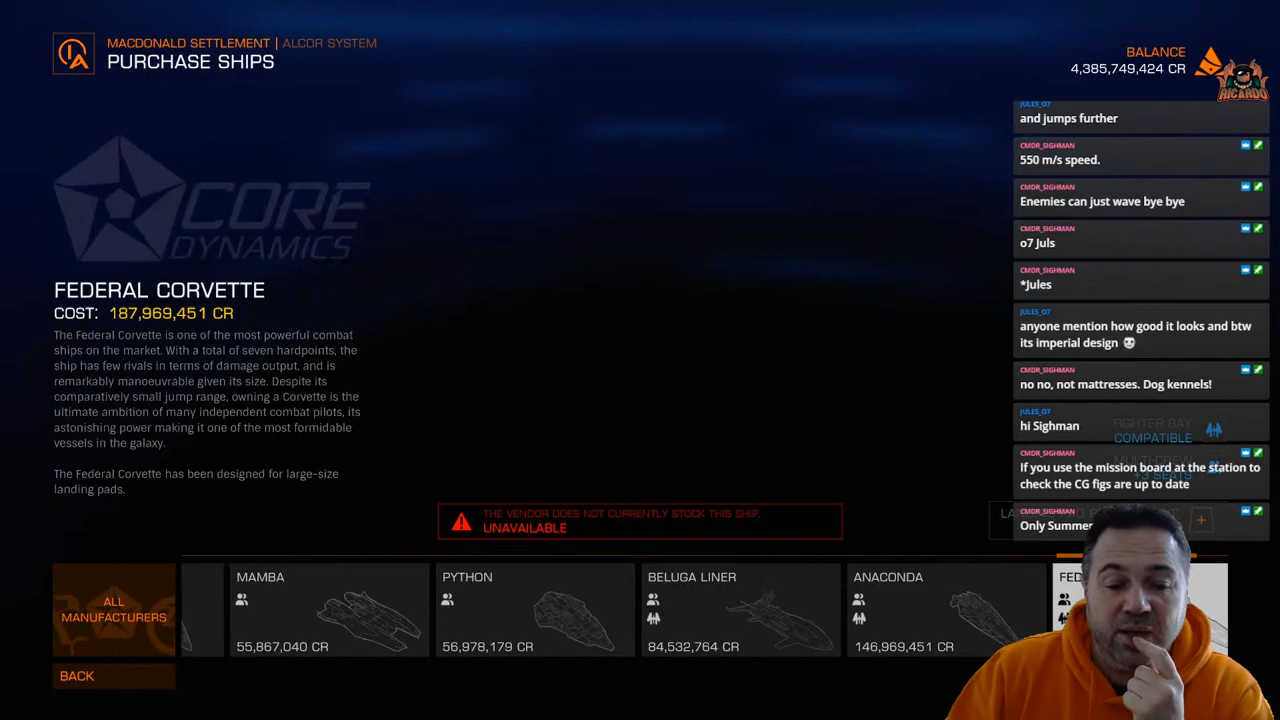 MACDONALD SETTLEMENT | ALCOR SYSTEM
PURCHASE SHIPS
BALANCE
4,385,749,424 CR
RICARDO
CORE
DYNAMICS
FEDERAL CORVETTE
COST: 187,969,451 CR
The Federal Corvette is one of the most powerful combat
ships on the market. With a total of seven hardpoints, the
ship has few rivals in terms of damage output, and is
remarkably manoeuvrable given its size. Despite its
comparatively small jump range, owning a Corvette is the
ultimate ambition of many independent combat pilots, its
astonishing power making it one of the most formidable
vessels in the galaxy.
The Federal Corvette has been designed for large-size
landing pads.
JULES_O7
and jumps further
CMDR_SIGHMAN
550 m/s speed.
CMDR_SIGHMAN
Enemies can just wave bye bye
CMDR_SIGHMAN
o7 Juls
CMDR_SIGHMAN
*Jules
JULES_O7
anyone mention how good it looks and btw
its imperial design
CMDR_SIGHMAN
no no, not mattresses. Dog kennels!
JULES_O7
hi Sighman
FIGHTER BAY
COMPATIBLE
MULTI-CREW
+3 SEATS
CMDR_SIGHMAN
If you use the mission board at the station to
check the CG figs are up to date
CMDR_SIGHMAN
Only Summer
THE VENDOR DOES NOT CURRENTLY STOCK THIS SHIP.
UNAVAILABLE
ALL
MANUFACTURERS
MAMBA
55,867,040 CR
PYTHON
56,978,179 CR
BELUGA LINER
84,532,764 CR
ANACONDA
146,969,451 CR
FED
BACK